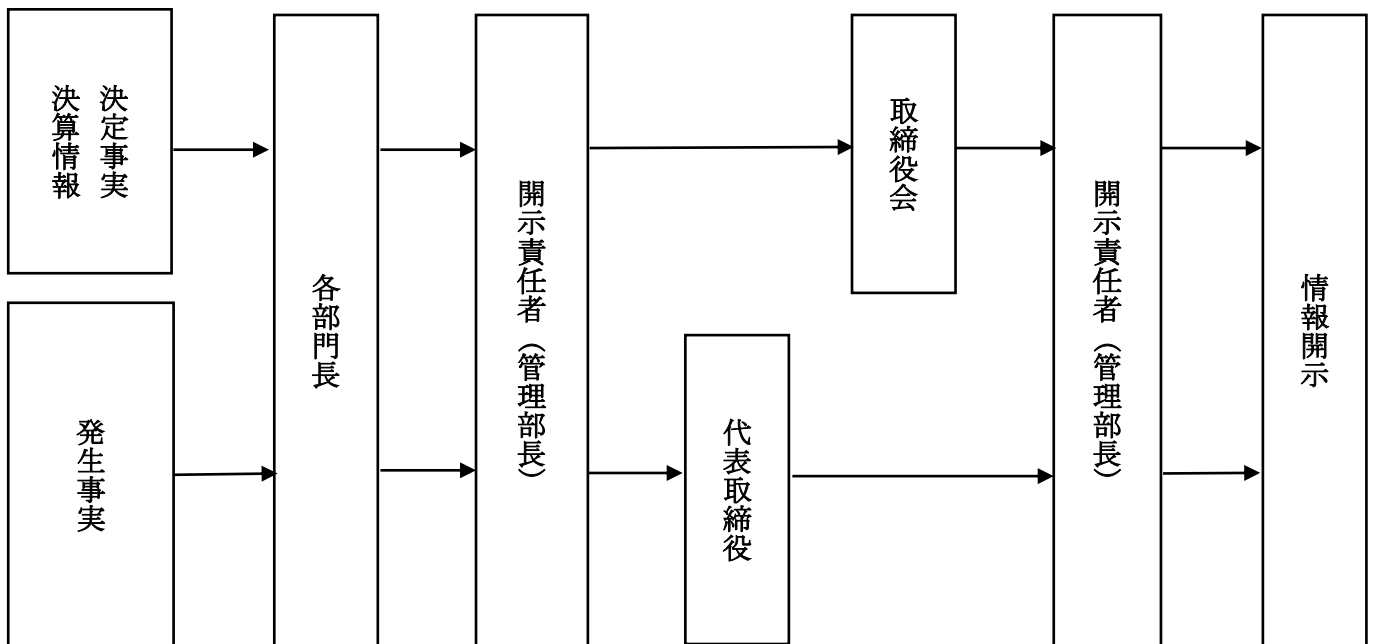 決定事実
決算情報
発生事実
各部門長
開示責任者（管理部長）
取締役会
代表取締役
開示責任者（管理部長）
情報開示